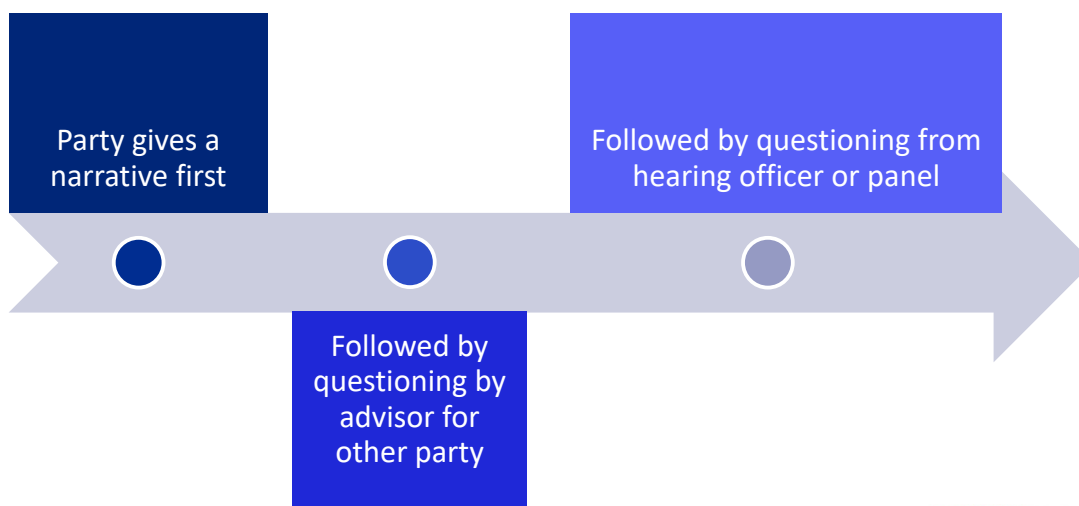 Party gives a
narrative first
Followed by
questioning by
advisor for
other party
Followed by questioning from
hearing officer or panel